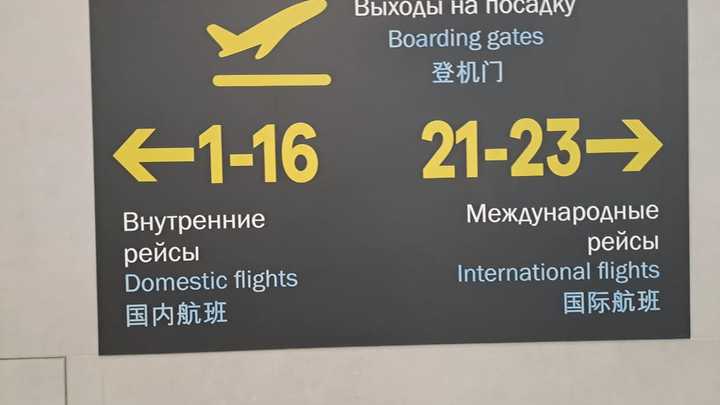 Выходы на посадку
Boarding gates
登机门
1-16
21-23
Внутренние
рейсы
Domestic flights
国内航班
Международные
рейсы
International flights
国际航班